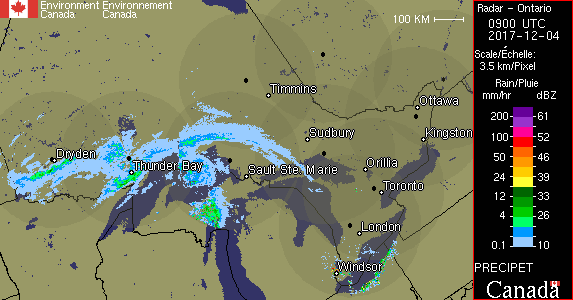 Environment Environnement
Canada Canada
100 KM
Timmins
Ottawa
Sudbury
Kingston
Dryden
Thunder Bay
Sault Ste. Marie
Orillia
Toronto
London
Windsor
Radar - Ontario
0900 UTC
2017-12-04
Scale/Échelle:
3.5 km/Pixel
Rain/Pluie
mm/hr dBZ
200 61
100 52
50 46
24 39
12 33
4 26
0.1 10
PRECIPET
Canada